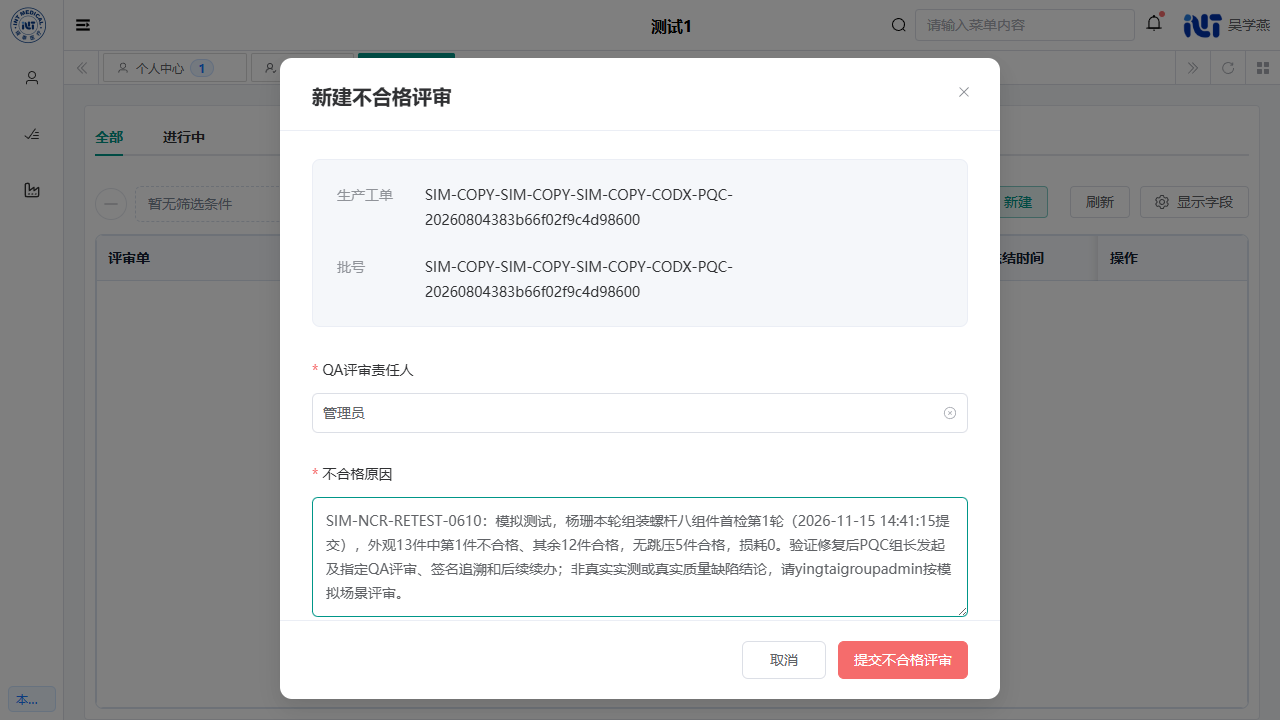 测试1
请输入菜单内容
吴学燕
个人中心 1
全部
进行中
暂无筛选条件
新建
刷新
显示字段
评审单
结时间
操作
本...
新建不合格评审
生产工单
SIM-COPY-SIM-COPY-SIM-COPY-CODX-PQC-
20260804383b66f02f9c4d98600
批号
SIM-COPY-SIM-COPY-SIM-COPY-CODX-PQC-
20260804383b66f02f9c4d98600
* QA评审责任人
管理员
* 不合格原因
SIM-NCR-RETEST-0610：模拟测试，杨珊本轮组装螺杆八组件首检第1轮（2026-11-15 14:41:15提
交），外观13件中第1件不合格、其余12件合格，无跳压5件合格，损耗0。验证修复后PQC组长发起
及指定QA评审、签名追溯和后续续办；非真实实测或真实质量缺陷结论，请yingtaigroupadmin按模
拟场景评审。
取消
提交不合格评审